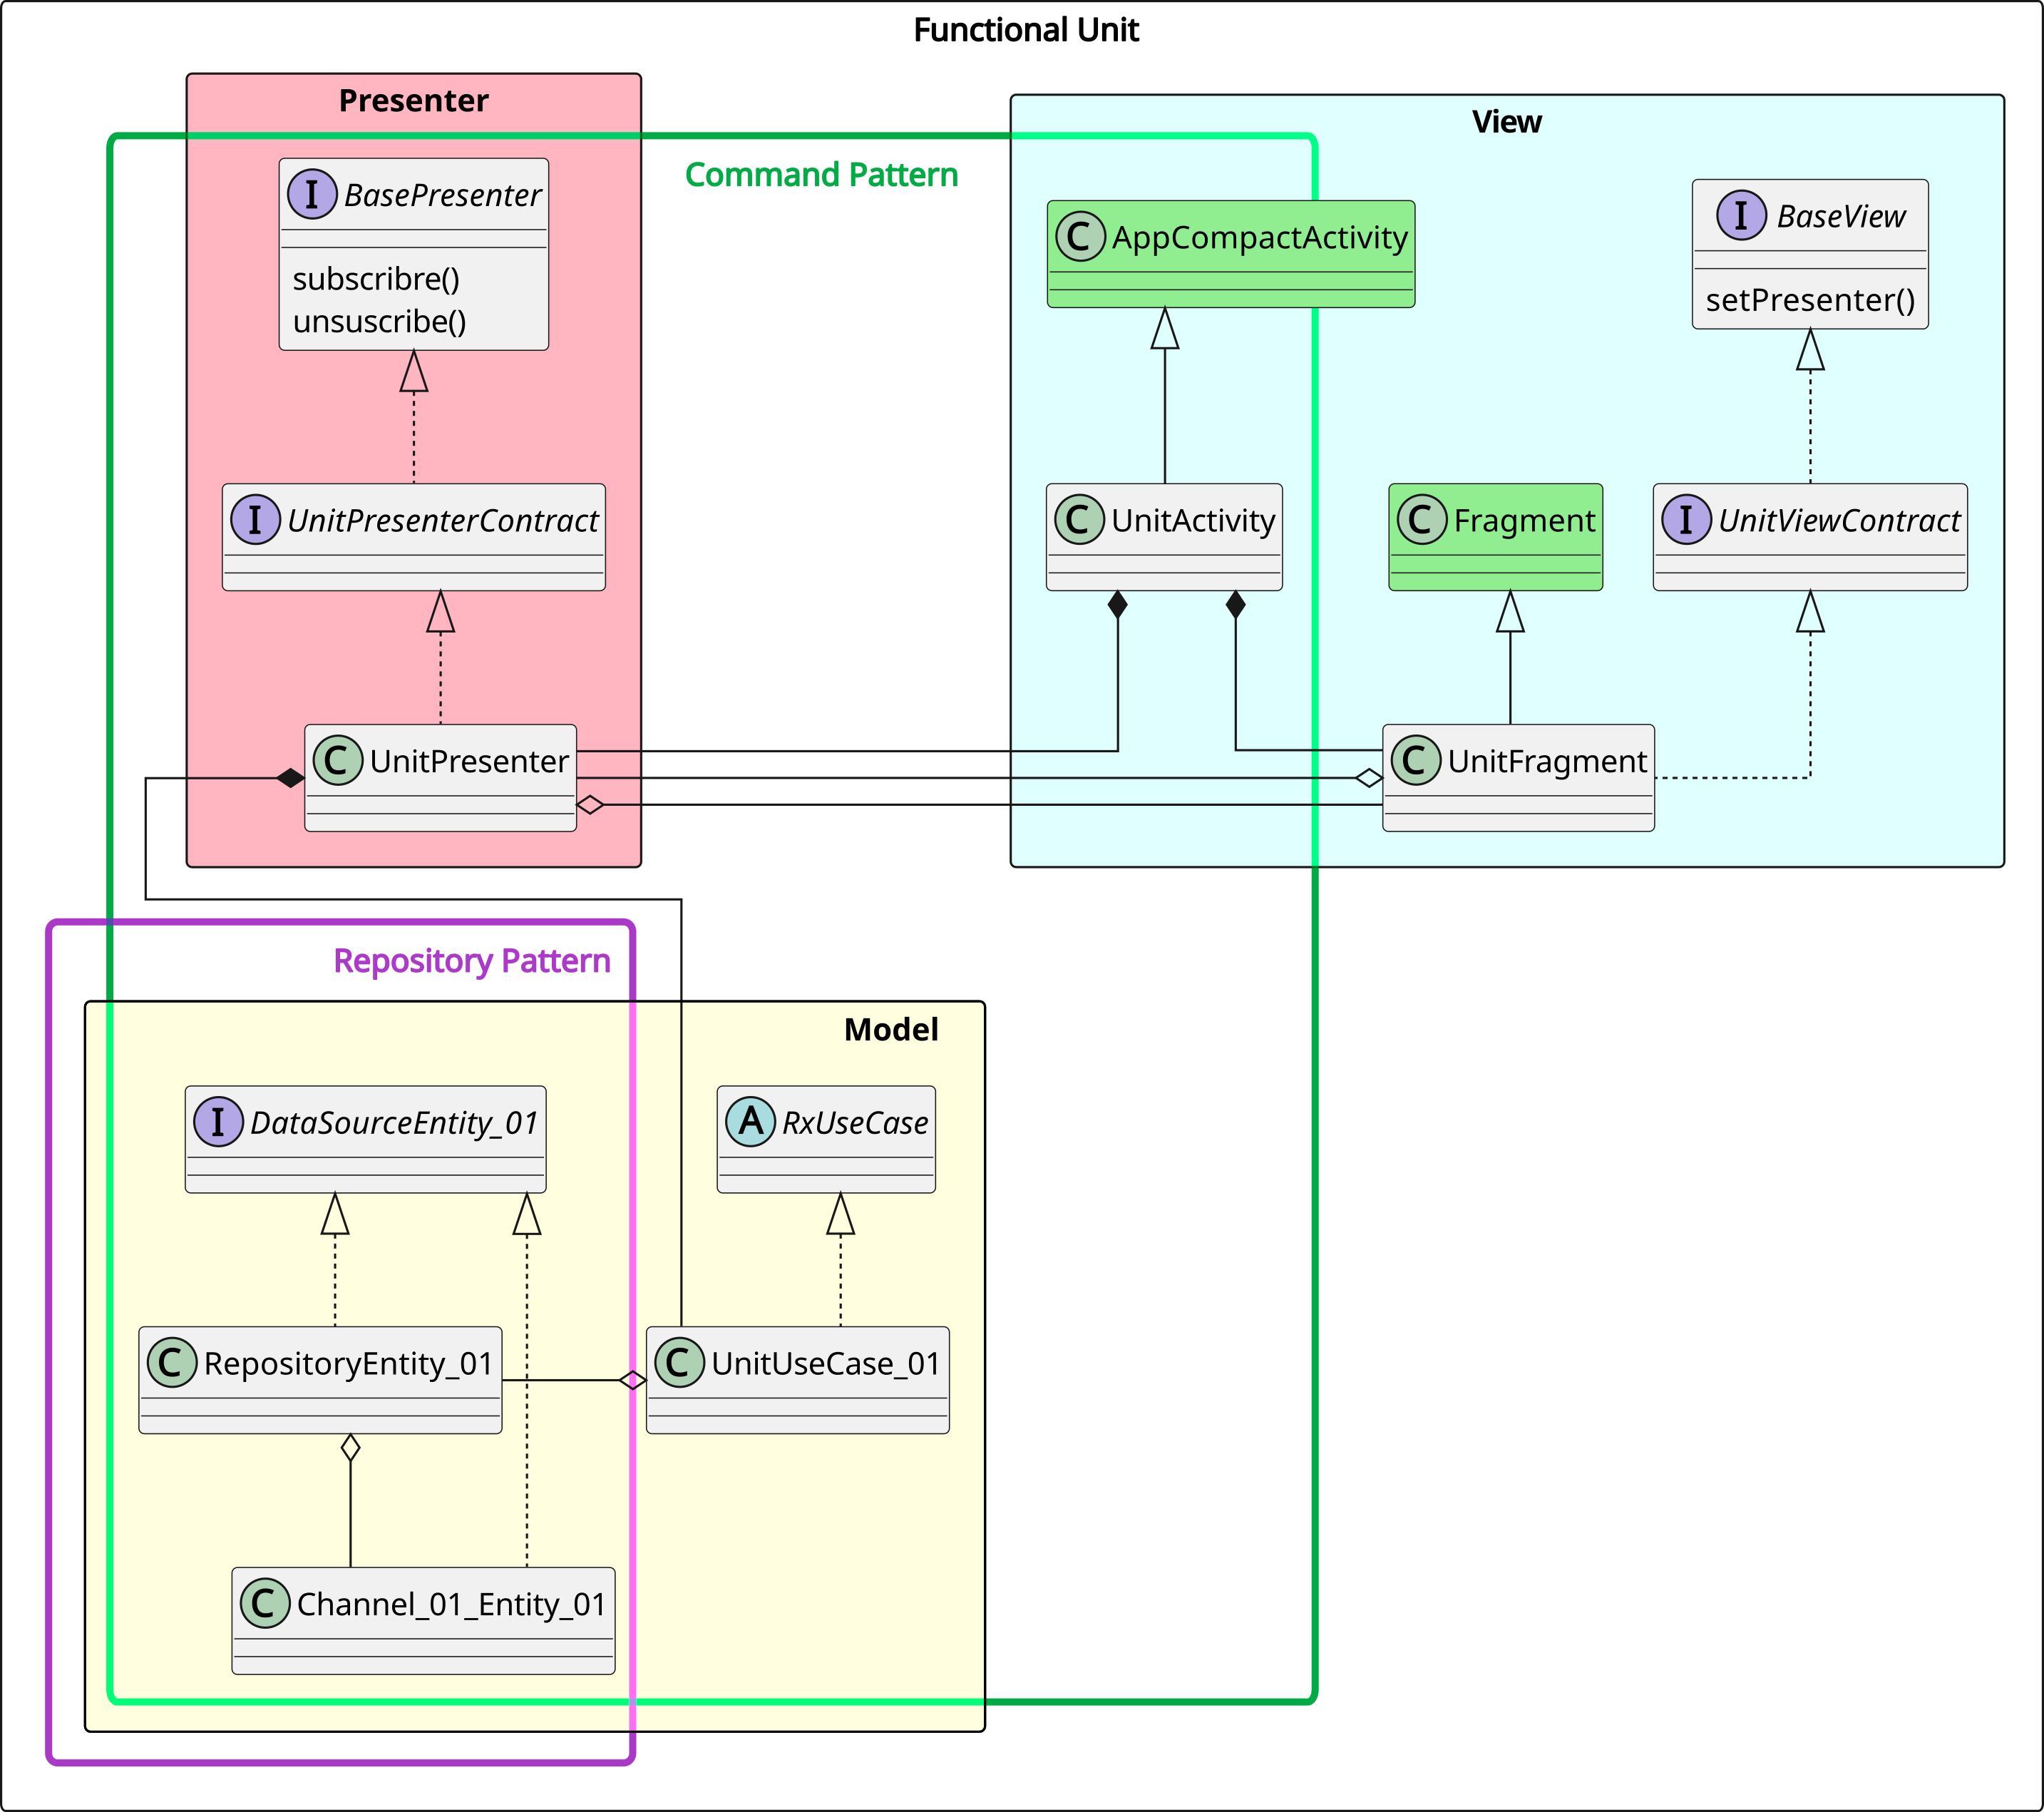 Functional Unit
Presenter
I BasePresenter
subscribre()
unsuscribe()
I UnitPresenterContract
C UnitPresenter
Command Pattern
View
C AppCompactActivity
I BaseView
setPresenter()
C UnitActivity
C Fragment
I UnitViewContract
C UnitFragment
Repository Pattern
Model
I DataSourceEntity_01
A RxUseCase
C RepositoryEntity_01
C UnitUseCase_01
C Channel_01_Entity_01